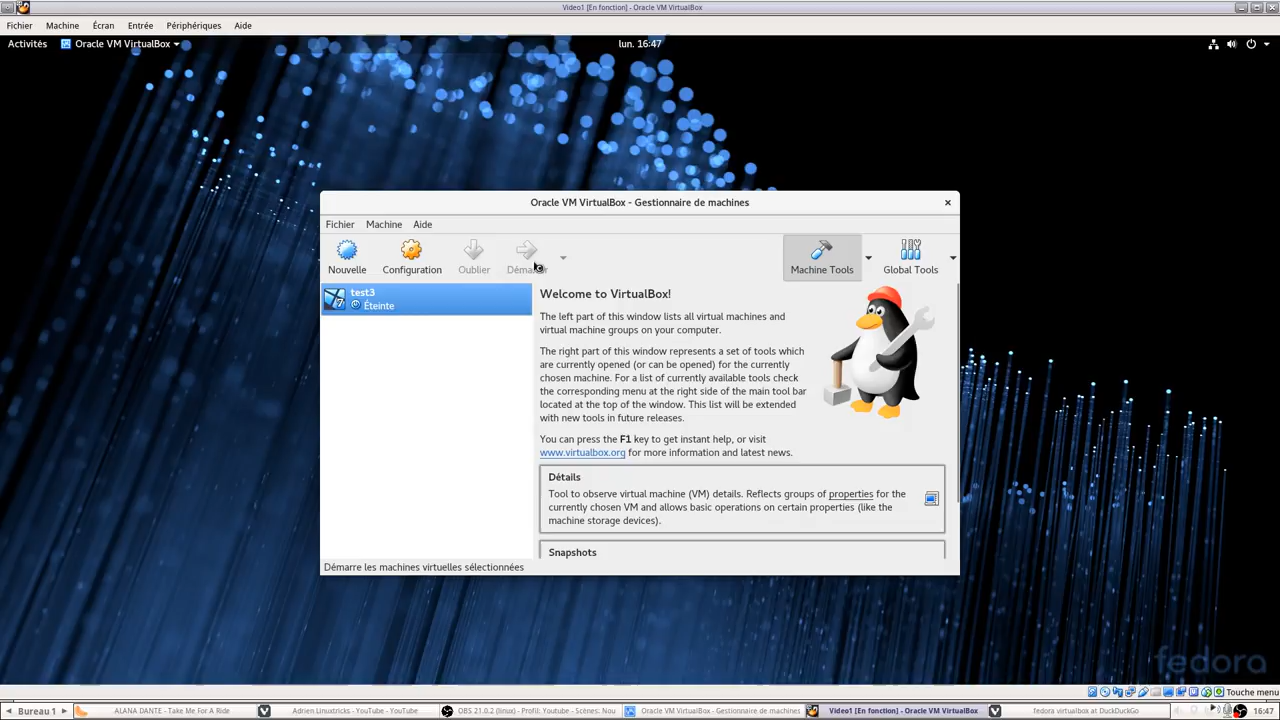 Video1 [En fonction] - Oracle VM VirtualBox
Fichier Machine Écran Entrée Périphériques Aide
Activités Oracle VM VirtualBox lun. 16:47
Oracle VM VirtualBox - Gestionnaire de machines
Fichier Machine Aide
Nouvelle Configuration Oublier Machine Tools Global Tools
test3
Éteinte
Welcome to VirtualBox!
The left part of this window lists all virtual machines and
virtual machine groups on your computer.
The right part of this window represents a set of tools which
are currently opened (or can be opened) for the currently
chosen machine. For a list of currently available tools check
the corresponding menu at the right side of the main tool bar
located at the top of the window. This list will be extended
with new tools in future releases.
You can press the F1 key to get instant help, or visit
www.virtualbox.org for more information and latest news.
Détails
Tool to observe virtual machine (VM) details. Reflects groups of properties for the
currently chosen VM and allows basic operations on certain properties (like the
machine storage devices).
Snapshots
Démarre les machines virtuelles sélectionnées
fedora
Touche menu
Bureau 1 ALANA DANTE - Take Me For A Ride Adrien Linuxtricks - YouTube - YouTube OBS 21.0.2 (linux) - Profil: Youtube - Scènes: Nou Oracle VM VirtualBox - Gestionnaire de machines Video1 [En fonction] - Oracle VM VirtualBox fedora virtualbox at DuckDuckGo 16:47